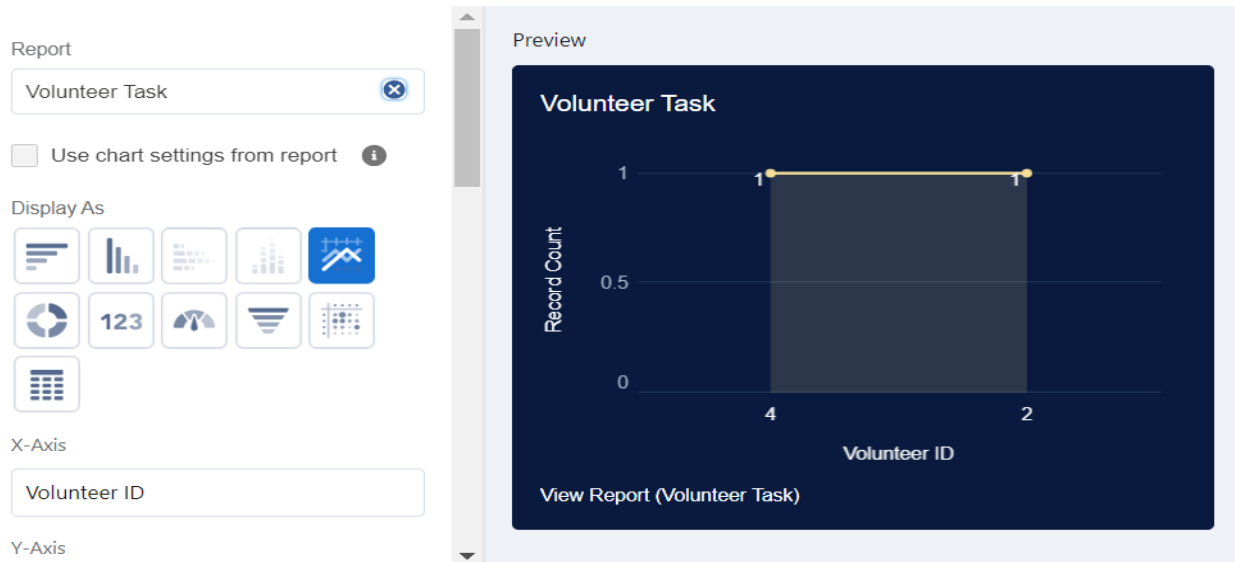 Report
Volunteer Task
Use chart settings from report
Display As
123
X-Axis
Volunteer ID
Y-Axis
Preview
Volunteer Task
Record Count
1
0.5
0
1
1
4
2
Volunteer ID
View Report (Volunteer Task)